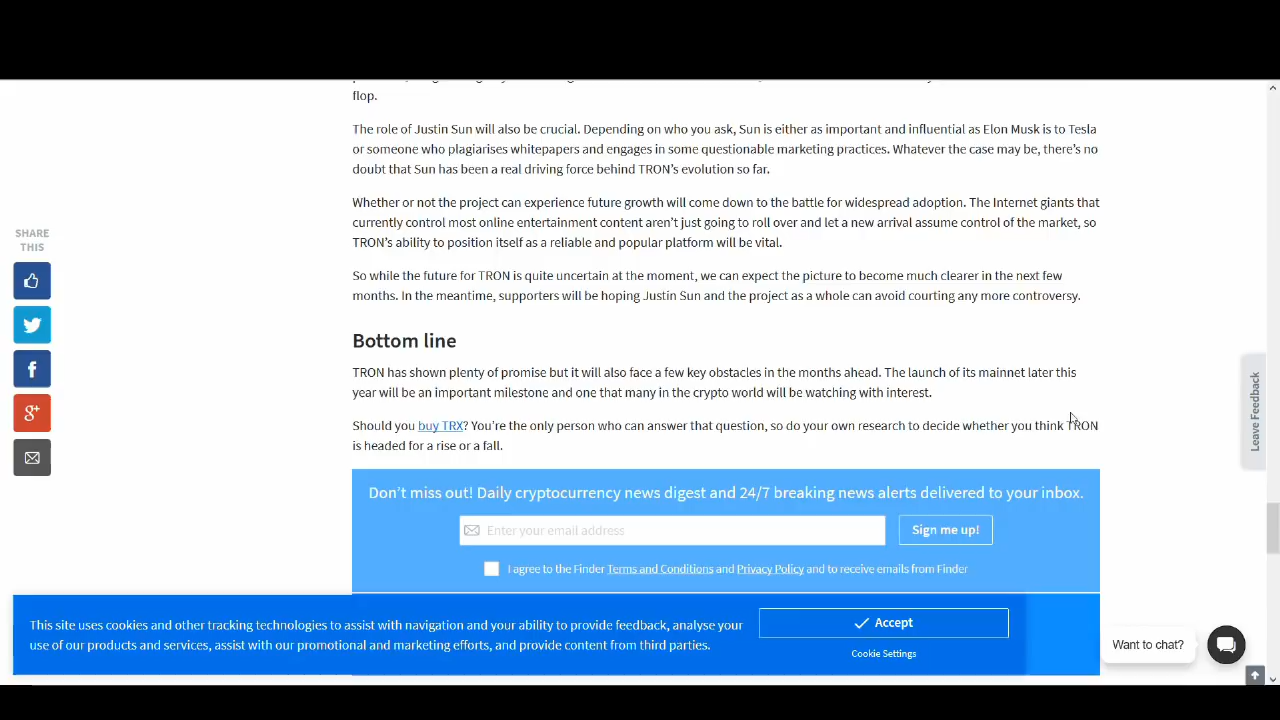 flop.
The role of Justin Sun will also be crucial. Depending on who you ask, Sun is either as important and influential as Elon Musk is to Tesla
or someone who plagiarises whitepapers and engages in some questionable marketing practices. Whatever the case may be, there's no
doubt that Sun has been a real driving force behind TRON's evolution so far.
Whether or not the project can experience future growth will come down to the battle for widespread adoption. The Internet giants that
currently control most online entertainment content aren't just going to roll over and let a new arrival assume control of the market, so
TRON's ability to position itself as a reliable and popular platform will be vital.
SHARE
THIS
So while the future for TRON is quite uncertain at the moment, we can expect the picture to become much clearer in the next few
months. In the meantime, supporters will be hoping Justin Sun and the project as a whole can avoid courting any more controversy.
Bottom line
TRON has shown plenty of promise but it will also face a few key obstacles in the months ahead. The launch of its mainnet later this
year will be an important milestone and one that many in the crypto world will be watching with interest.
Should you buy TRX? You're the only person who can answer that question, so do your own research to decide whether you think TRON
is headed for a rise or a fall.
Leave Feedback
Don't miss out! Daily cryptocurrency news digest and 24/7 breaking news alerts delivered to your inbox.
Enter your email address
Sign me up!
I agree to the Finder Terms and Conditions and Privacy Policy and to receive emails from Finder
This site uses cookies and other tracking technologies to assist with navigation and your ability to provide feedback, analyse your
use of our products and services, assist with our promotional and marketing efforts, and provide content from third parties.
Accept
Cookie Settings
Want to chat?